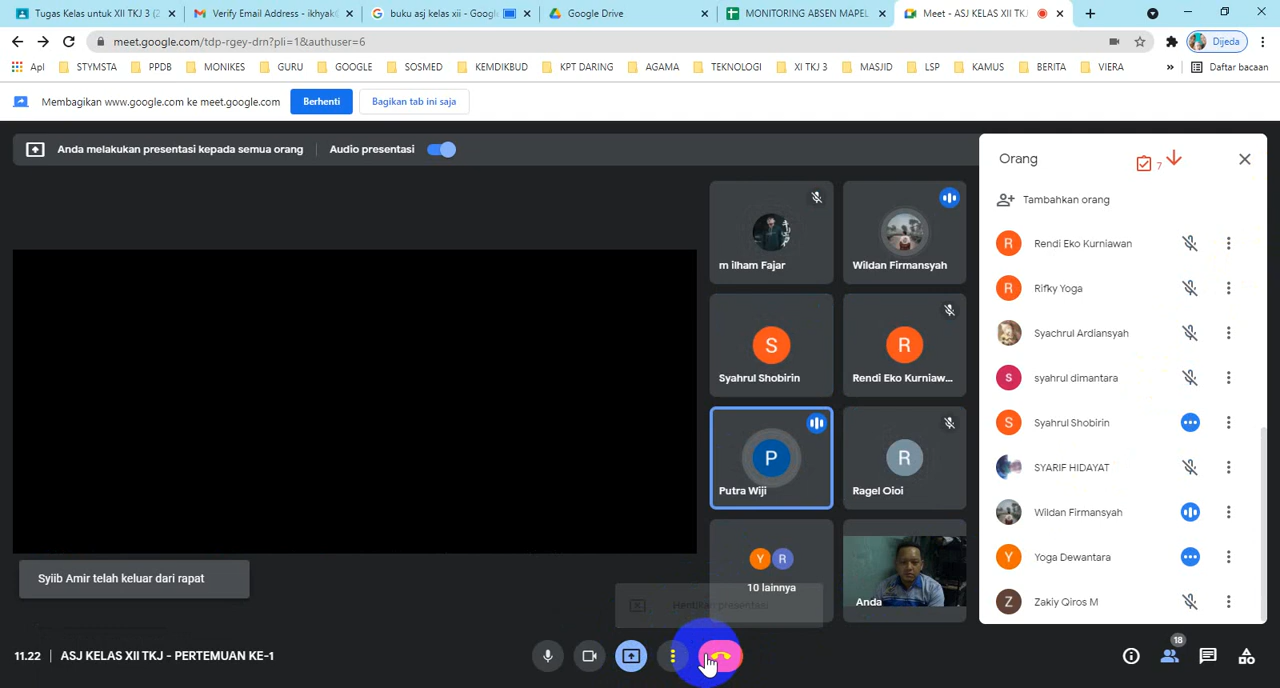 Tugas Kelas untuk XII TKJ 3 (2
Verify Email Address - ikhyak@
buku asj kelas xii - Google
Google Drive
MONITORING ABSEN MAPEL
Meet - ASJ KELAS XII TKJ
meet.google.com/tdp-rgey-drn?pli=1&authuser=6
Dijeda
Apl
STYMSTA
PPDB
MONIKES
GURU
GOOGLE
SOSMED
KEMDIKBUD
KPT DARING
AGAMA
TEKNOLOGI
XI TKJ 3
MASJID
LSP
KAMUS
BERITA
VIERA
»
Daftar bacaan
Membagikan www.google.com ke meet.google.com
Berhenti
Bagikan tab ini saja
Anda melakukan presentasi kepada semua orang
Audio presentasi
m ilham Fajar
Wildan Firmansyah
S
Syahrul Shobirin
R
Rendi Eko Kurniaw...
P
Putra Wiji
R
Ragel Oioi
Y R
10 lainnya
Anda
Syiib Amir telah keluar dari rapat
Hentikan presentasi
Orang
7
Tambahkan orang
R Rendi Eko Kurniawan
R Rifky Yoga
Syachrul Ardiansyah
s syahrul dimantara
S Syahrul Shobirin
SYARIF HIDAYAT
Wildan Firmansyah
Y Yoga Dewantara
Z Zakiy Qiros M
11.22 | ASJ KELAS XII TKJ - PERTEMUAN KE-1
18